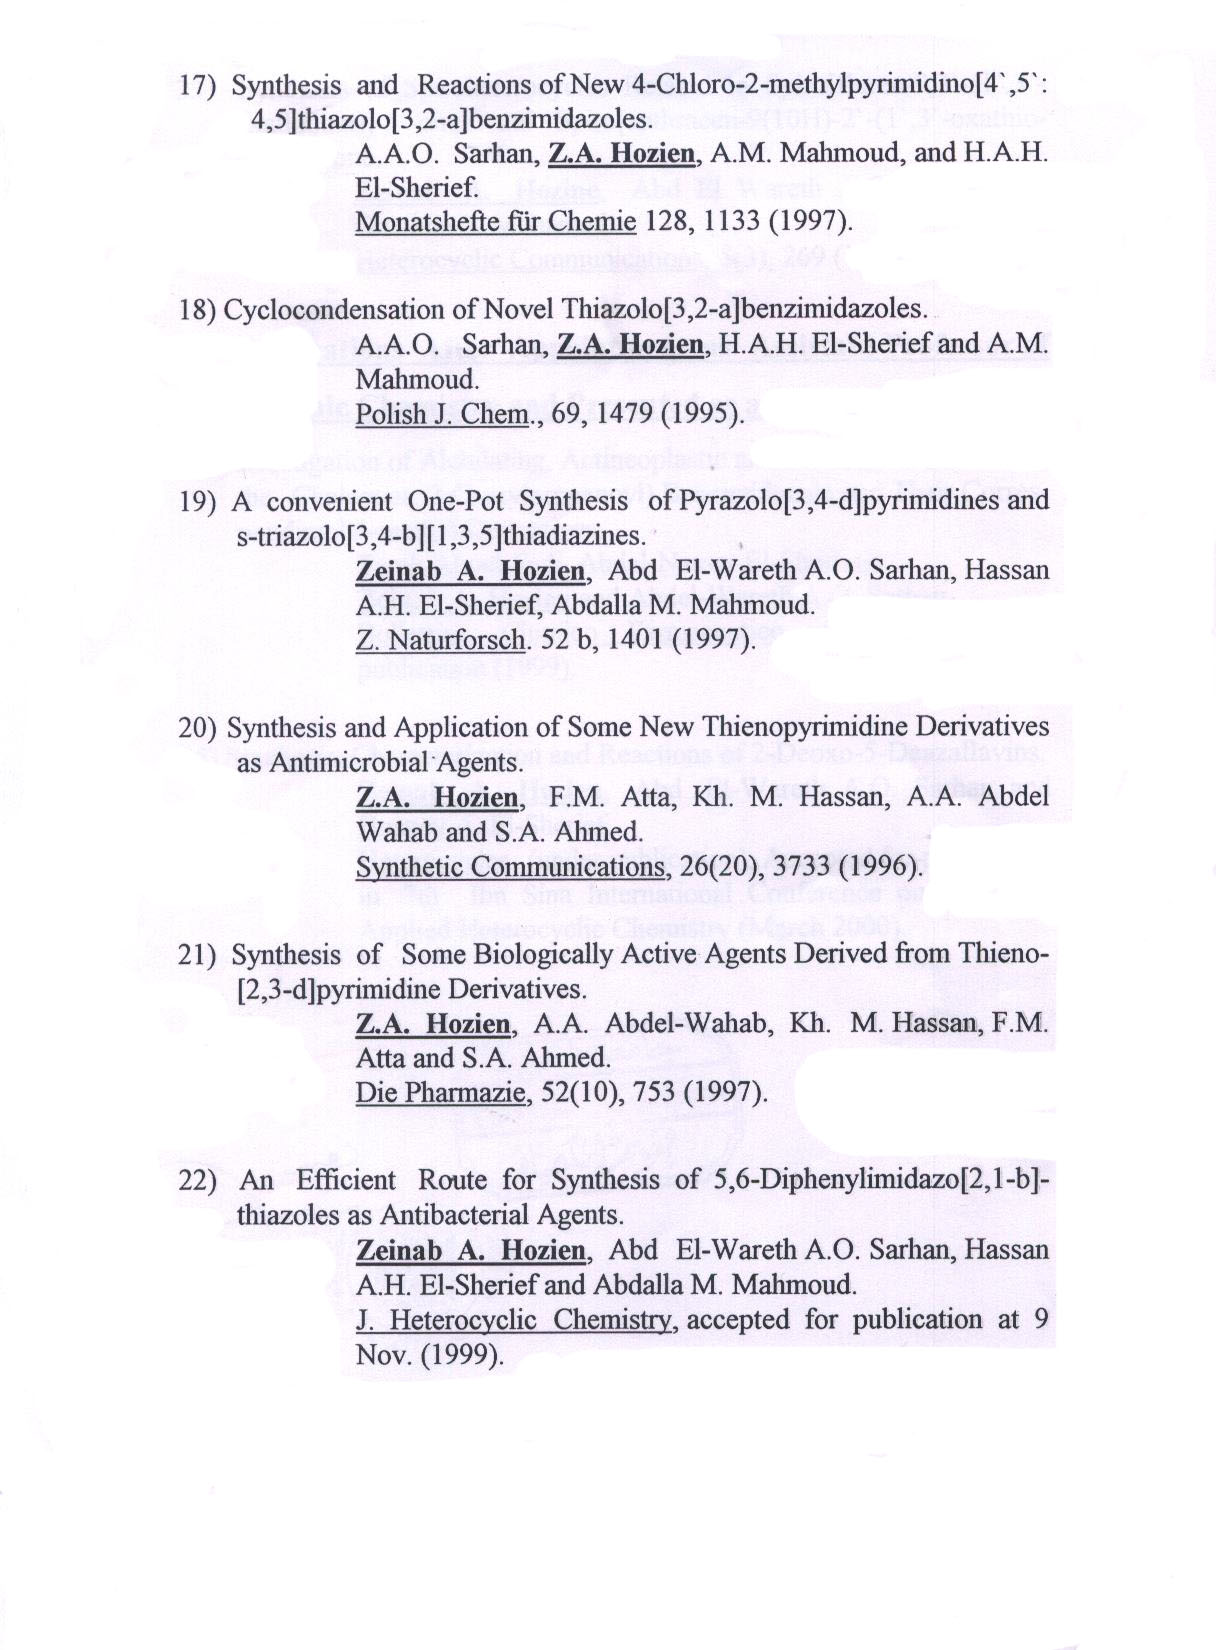 17) Synthesis and Reactions of New 4-Chloro-2-methylpyrimidino[4`,5`:
4,5]thiazolo[3,2-a]benzimidazoles.
A.A.O. Sarhan, Z.A. Hozien, A.M. Mahmoud, and H.A.H.
El-Sherief.
Monatshefte für Chemie 128, 1133 (1997).
18) Cyclocondensation of Novel Thiazolo[3,2-a]benzimidazoles.
A.A.O. Sarhan, Z.A. Hozien, H.A.H. El-Sherief and A.M.
Mahmoud.
Polish J. Chem., 69, 1479 (1995).
19) A convenient One-Pot Synthesis of Pyrazolo[3,4-d]pyrimidines and
s-triazolo[3,4-b][1,3,5]thiadiazines.
Zeinab A. Hozien, Abd El-Wareth A.O. Sarhan, Hassan
A.H. El-Sherief, Abdalla M. Mahmoud.
Z. Naturforsch. 52 b, 1401 (1997).
20) Synthesis and Application of Some New Thienopyrimidine Derivatives
as Antimicrobial Agents.
Z.A. Hozien, F.M. Atta, Kh. M. Hassan, A.A. Abdel
Wahab and S.A. Ahmed.
Synthetic Communications, 26(20), 3733 (1996).
21) Synthesis of Some Biologically Active Agents Derived from Thieno-
[2,3-d]pyrimidine Derivatives.
Z.A. Hozien, A.A. Abdel-Wahab, Kh. M. Hassan, F.M.
Atta and S.A. Ahmed.
Die Pharmazie, 52(10), 753 (1997).
22) An Efficient Route for Synthesis of 5,6-Diphenylimidazo[2,1-b]-
thiazoles as Antibacterial Agents.
Zeinab A. Hozien, Abd El-Wareth A.O. Sarhan, Hassan
A.H. El-Sherief and Abdalla M. Mahmoud.
J. Heterocyclic Chemistry, accepted for publication at 9
Nov. (1999).